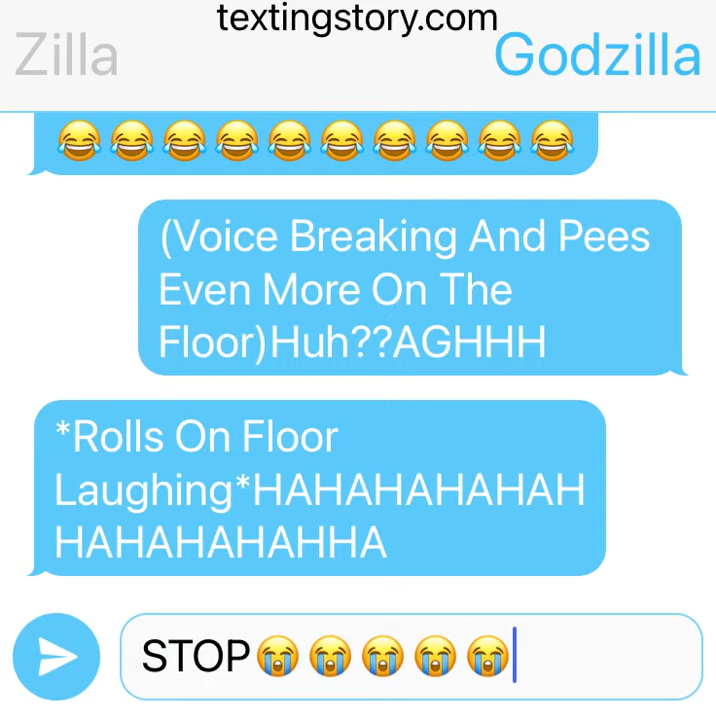 textingstory.com
Zilla
Godzilla
😂😂😂😂😂😂😂😂😂😂
(Voice Breaking And Pees
Even More On The
Floor)Huh??AGHHH
*Rolls On Floor
Laughing*HAHAHAHAHAH
HAHAHAHAHHA
STOP😭😭😭😭😭